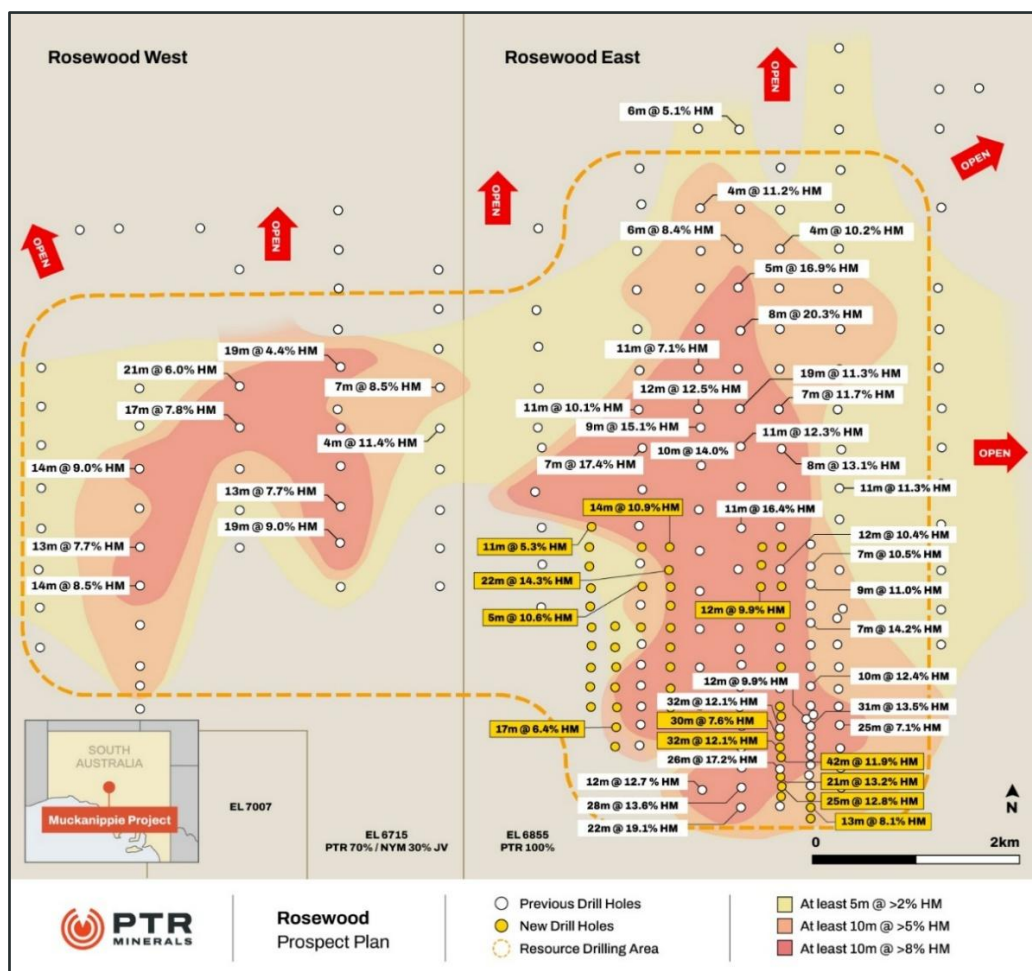 Rosewood West
Rosewood East
OPEN
OPEN
OPEN
OPEN
OPEN
OPEN
6m @ 5.1% HM
4m @ 11.2% HM
6m @ 8.4% HM
4m @ 10.2% HM
5m @ 16.9% HM
8m @ 20.3% HM
19m @ 4.4% HM
11m @ 7.1% HM
21m @ 6.0% HM
7m @ 8.5% HM
12m @ 12.5% HM
19m @ 11.3% HM
7m @ 11.7% HM
17m @ 7.8% HM
11m @ 10.1% HM
9m @ 15.1% HM
4m @ 11.4% HM
11m @ 12.3% HM
10m @ 14.0%
14m @ 9.0% HM
7m @ 17.4% HM
8m @ 13.1% HM
13m @ 7.7% HM
11m @ 11.3% HM
14m @ 10.9% HM
11m @ 16.4% HM
19m @ 9.0% HM
12m @ 10.4% HM
13m @ 7.7% HM
11m @ 5.3% HM
7m @ 10.5% HM
22m @ 14.3% HM
14m @ 8.5% HM
9m @ 11.0% HM
5m @ 10.6% HM
12m @ 9.9% HM
7m @ 14.2% HM
12m @ 9.9% HM
10m @ 12.4% HM
32m @ 12.1% HM
31m @ 13.5% HM
30m @ 7.6% HM
17m @ 6.4% HM
25m @ 7.1% HM
32m @ 12.1% HM
26m @ 17.2% HM
42m @ 11.9% HM
12m @ 12.7 % HM
21m @ 13.2% HM
28m @ 13.6% HM
25m @ 12.8% HM
22m @ 19.1% HM
13m @ 8.1% HM
SOUTH
AUSTRALIA
Muckanippie Project
EL 7007
EL 6715
PTR 70% / NYM 30% JV
EL 6855
PTR 100%
N
0
2km
PTR
MINERALS
Rosewood
Prospect Plan
Previous Drill Holes
New Drill Holes
Resource Drilling Area
At least 5m @ >2% HM
At least 10m @ >5% HM
At least 10m @ >8% HM